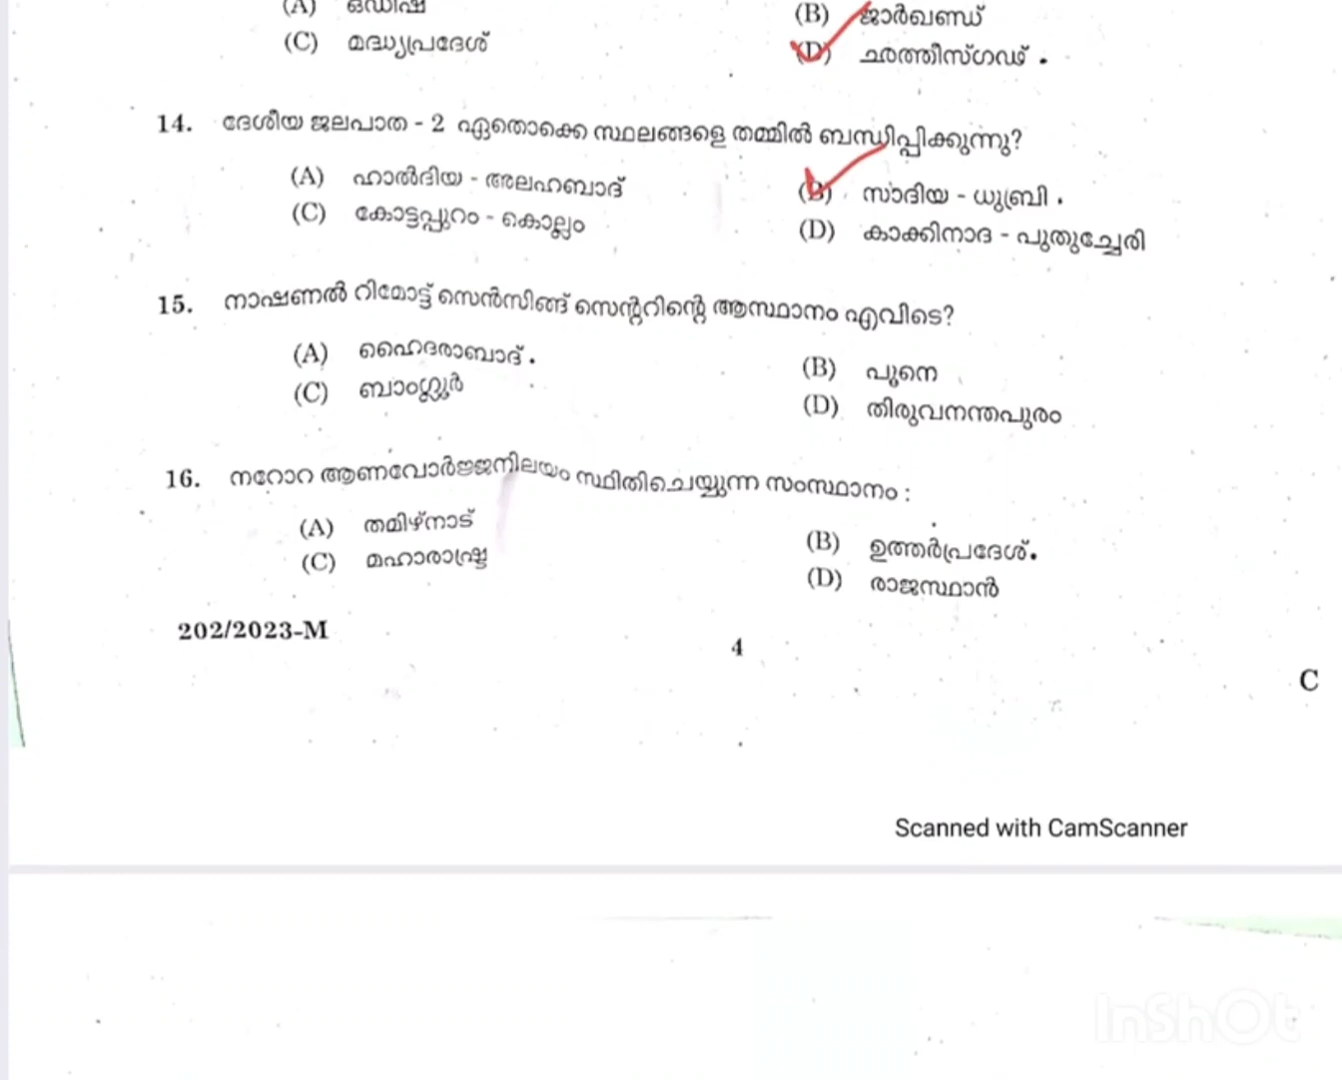 (A) ഒഡീഷ
(B) ജാർഖണ്ഡ്
(C) മദ്ധ്യപ്രദേശ്
(D) ഛത്തീസ്ഗഢ് .
14. ദേശീയ ജലപാത - 2 ഏതൊക്കെ സ്ഥലങ്ങളെ തമ്മിൽ ബന്ധിപ്പിക്കുന്നു?
(A) ഹാൽദിയ - അലഹബാദ്
(B) സാദിയ - ധുബ്രി .
(C) കോട്ടപ്പുറം - കൊല്ലം
(D) കാക്കിനാദ - പുതുച്ചേരി
15. നാഷണൽ റിമോട്ട് സെൻസിങ്ങ് സെന്ററിന്റെ ആസ്ഥാനം എവിടെ?
(A) ഹൈദരാബാദ് .
(B) പൂനെ
(C) ബാംഗ്ലൂർ
(D) തിരുവനന്തപുരം
16. നറോറ ആണവോർജ്ജനിലയം സ്ഥിതിചെയ്യുന്ന സംസ്ഥാനം :
(A) തമിഴ്നാട്
(B) ഉത്തർപ്രദേശ്.
(C) മഹാരാഷ്ട്ര
(D) രാജസ്ഥാൻ
202/2023-M
4
C
Scanned with CamScanner
InShOt